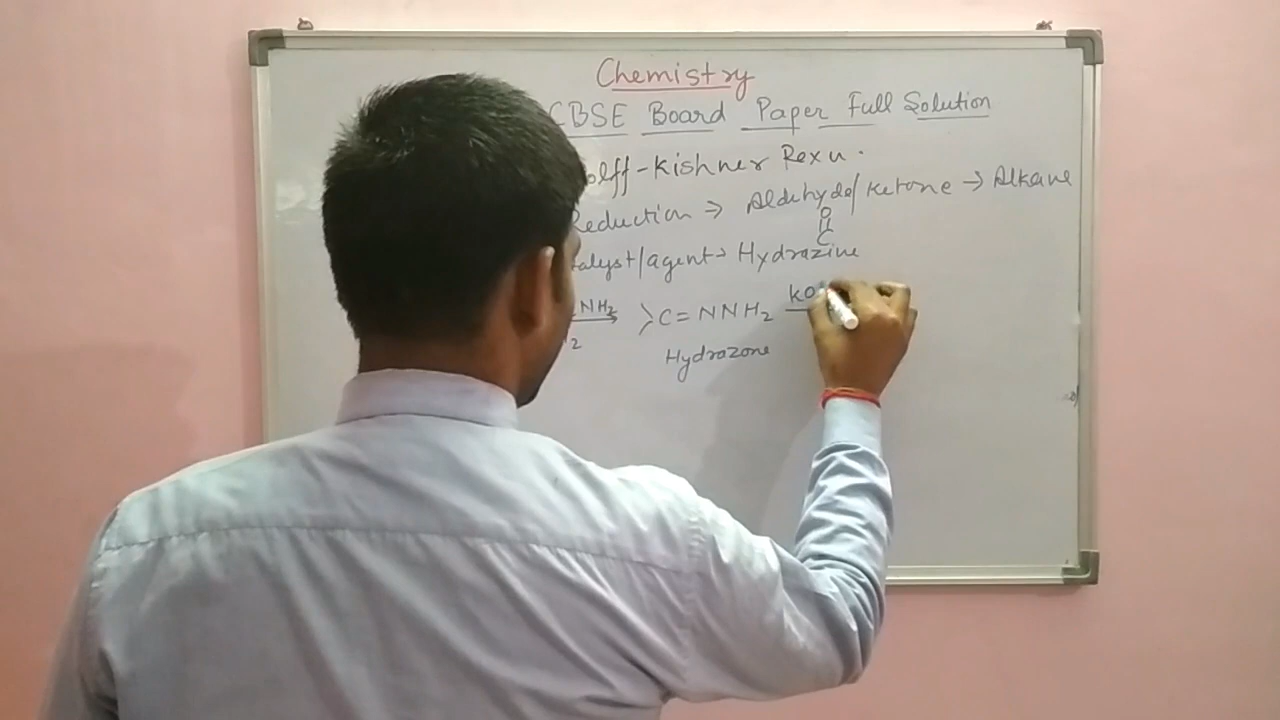 Chemistry
CBSE Board Paper Full Solution
olff-Kishner Rexn.
Reduction → Aldehyde/Ketone → Alkane
O
||
C
talyst/agent → Hydrazine
NH2 >C=NNH2 KO
2
Hydrazone